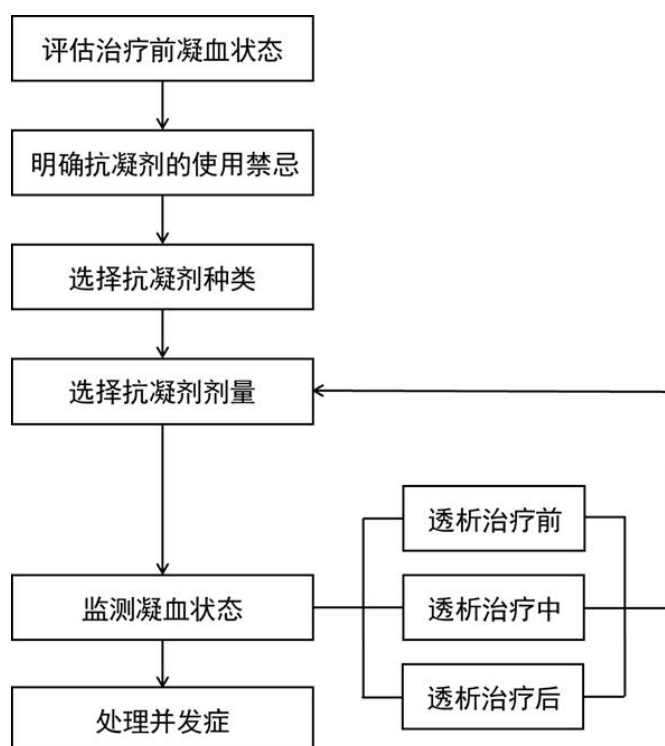 评估治疗前凝血状态
明确抗凝剂的使用禁忌
选择抗凝剂种类
选择抗凝剂剂量
监测凝血状态
透析治疗前
透析治疗中
透析治疗后
处理并发症